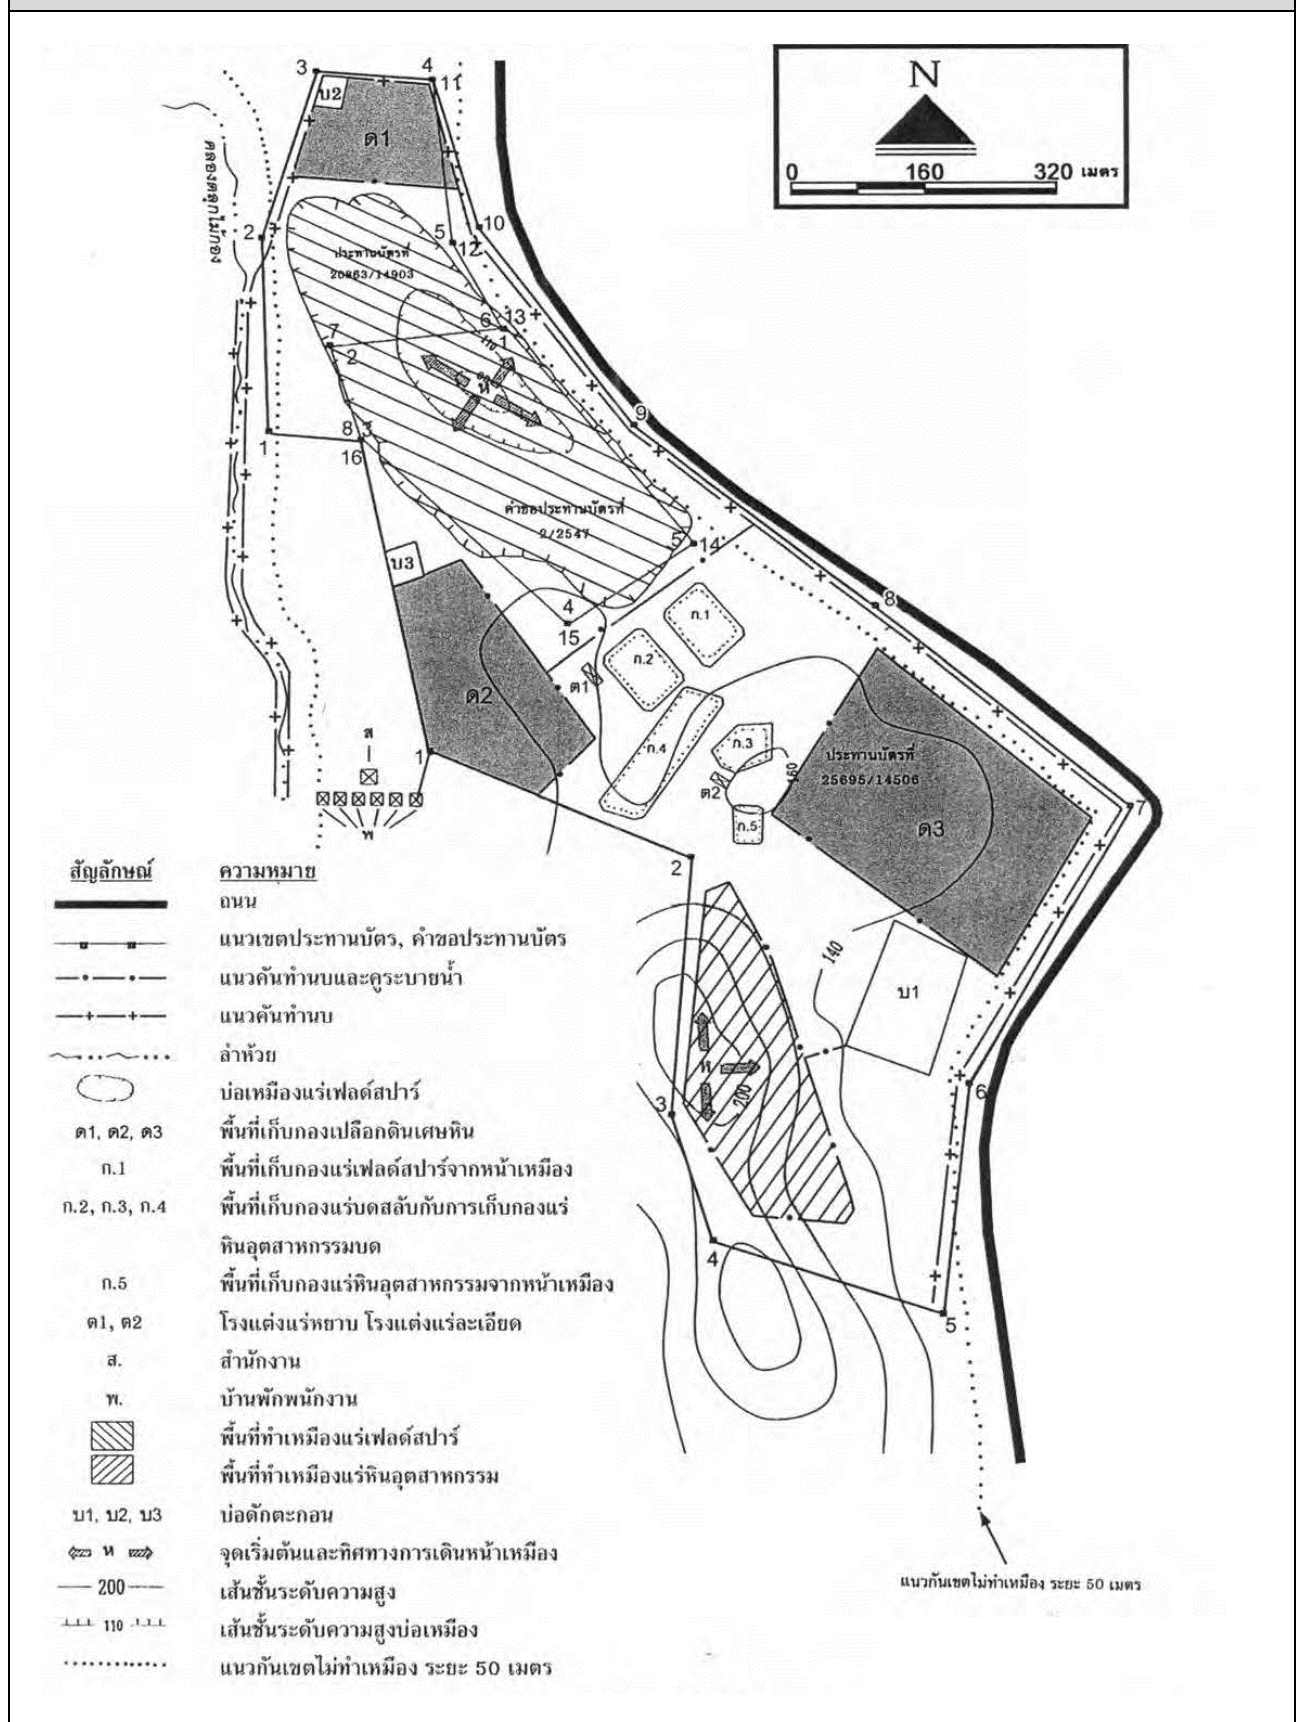 N
0 160 320 เมตร
3
4
11
บ2
ด1
คลองตลุกไม้กอง
2
5
12
10
ประทานบัตรที่
20863/14903
6
13
1
7
2
110
ห
9
1
8
3
16
คำขอประทานบัตรที่
2/2547
5
14
บ3
4
15
8
ก.1
ก.2
ด2
ต1
ก.4
ก.3
ต2
ก.5
160
ประทานบัตรที่
25695/14506
ด3
7
ส
1
พ
2
140
บ1
ห
200
3
6
4
5
แนวกันเขตไม่ทำเหมือง ระยะ 50 เมตร
สัญลักษณ์ ความหมาย
ถนน
แนวเขตประทานบัตร, คำขอประทานบัตร
แนวคันทำนบและคูระบายน้ำ
แนวคันทำนบ
ลำห้วย
บ่อเหมืองแร่เฟลด์สปาร์
ด1, ด2, ด3 พื้นที่เก็บกองเปลือกดินเศษหิน
ก.1 พื้นที่เก็บกองแร่เฟลด์สปาร์จากหน้าเหมือง
ก.2, ก.3, ก.4 พื้นที่เก็บกองแร่บดสลับกับการเก็บกองแร่
หินอุตสาหกรรมบด
ก.5 พื้นที่เก็บกองแร่หินอุตสาหกรรมจากหน้าเหมือง
ต1, ต2 โรงแต่งแร่หยาบ โรงแต่งแร่ละเอียด
ส. สำนักงาน
พ. บ้านพักพนักงาน
พื้นที่ทำเหมืองแร่เฟลด์สปาร์
พื้นที่ทำเหมืองแร่หินอุตสาหกรรม
บ1, บ2, บ3 บ่อดักตะกอน
ห จุดเริ่มต้นและทิศทางการเดินหน้าเหมือง
200 เส้นชั้นระดับความสูง
110 เส้นชั้นระดับความสูงบ่อเหมือง
แนวกันเขตไม่ทำเหมือง ระยะ 50 เมตร